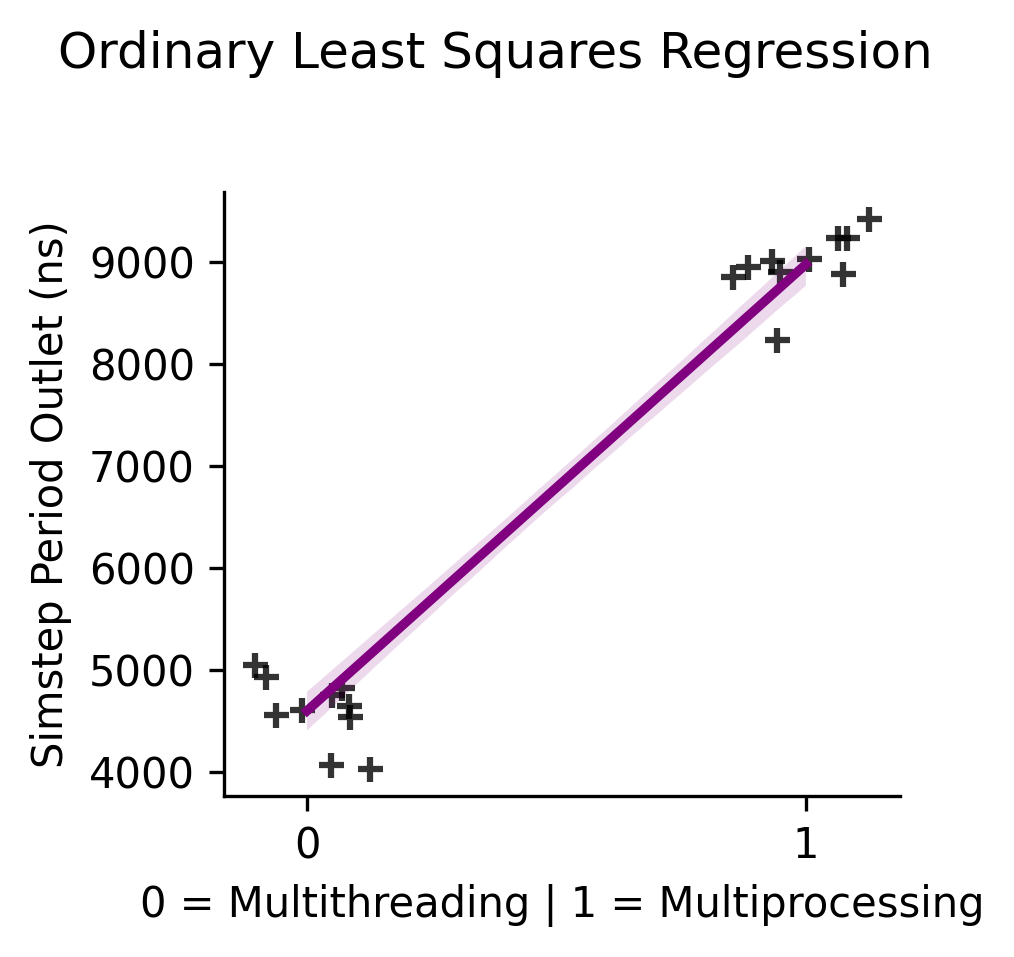 Ordinary Least Squares Regression
Simstep Period Outlet (ns)
9000
8000
7000
6000
5000
4000
0
1
0 = Multithreading | 1 = Multiprocessing